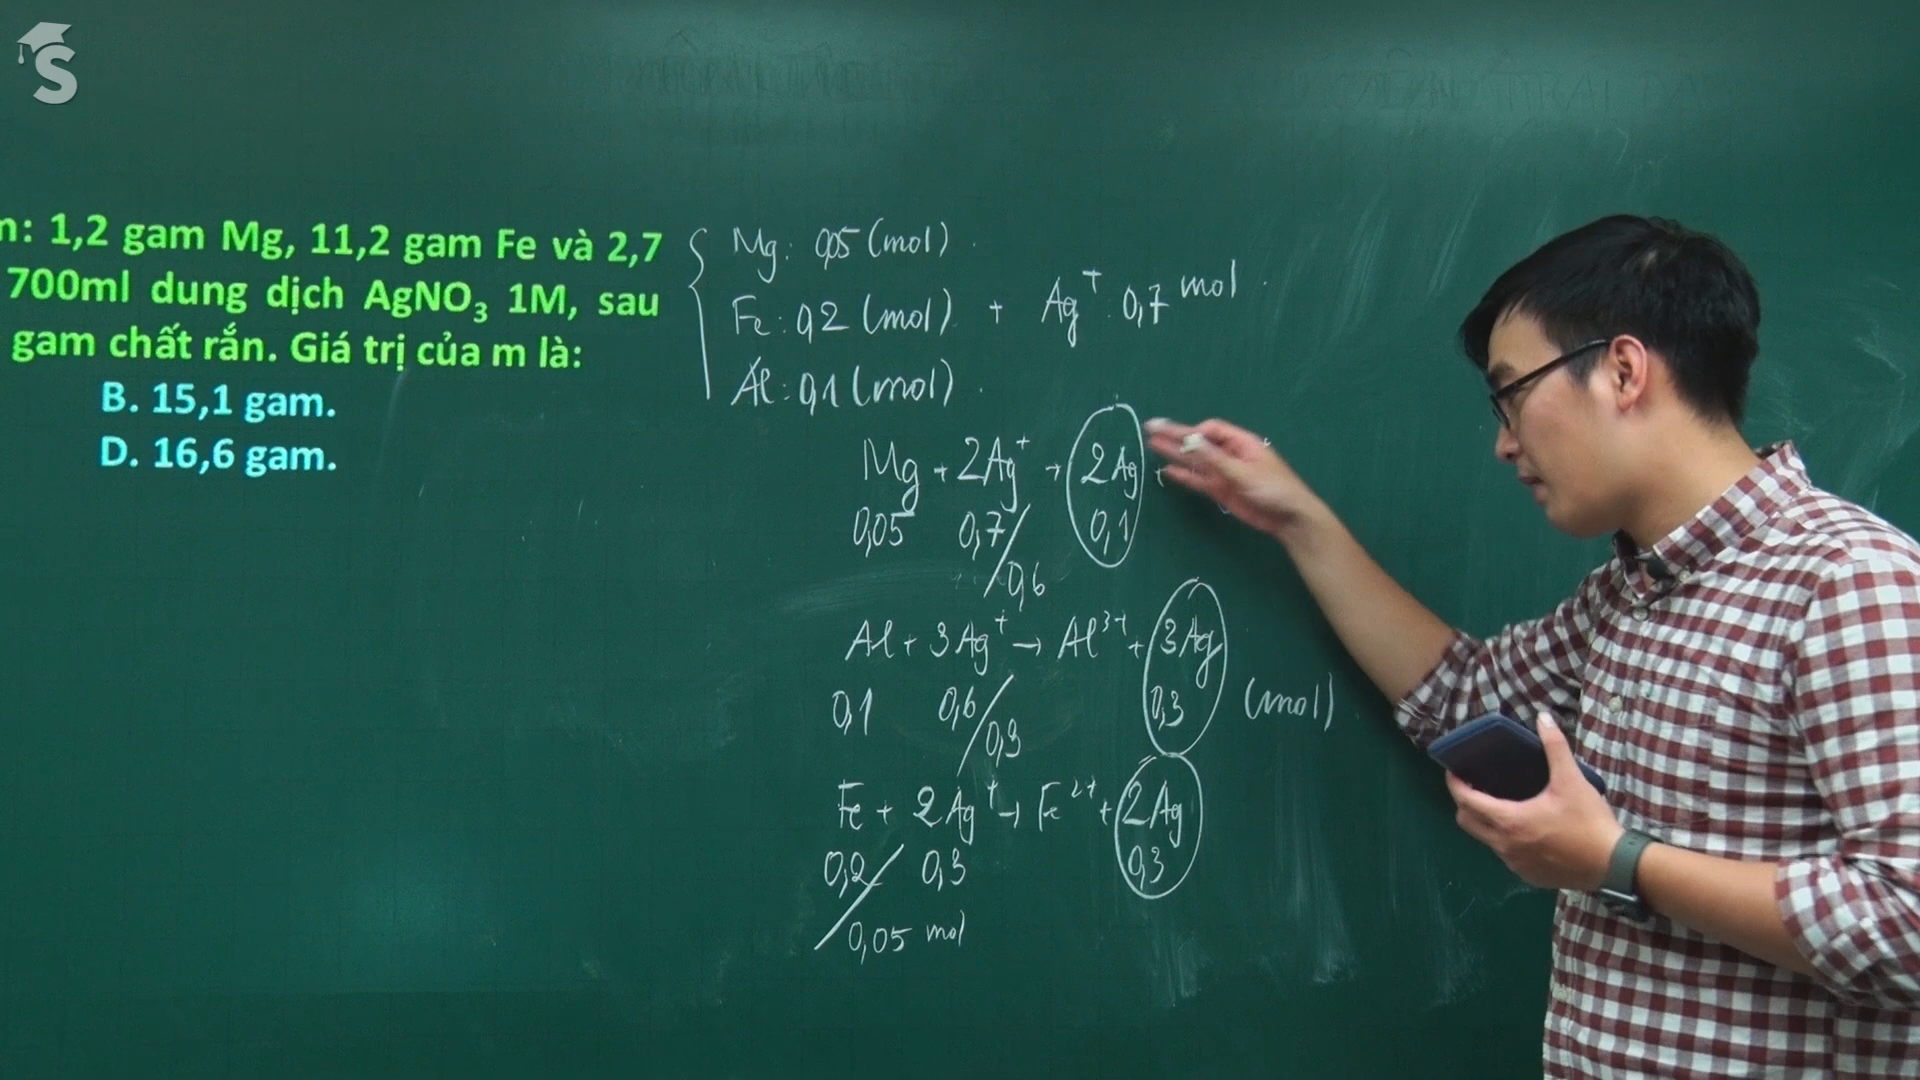 S
n: 1,2 gam Mg, 11,2 gam Fe và 2,7
700ml dung dịch AgNO₃ 1M, sau
gam chất rắn. Giá trị của m là:
B. 15,1 gam.
D. 16,6 gam.
Mg: 0,05 (mol)
Fe: 0,2 (mol) + Ag⁺: 0,7 mol
Al: 0,1 (mol)
Mg + 2Ag⁺ → 2Ag +
0,05 0,7/0,6 0,1
Al + 3Ag⁺ → Al³⁺ + 3Ag
0,1 0,6/0,3 0,3 (mol)
Fe + 2Ag⁺ → Fe²⁺ + 2Ag
0,2/ 0,3 0,3
0,05 mol